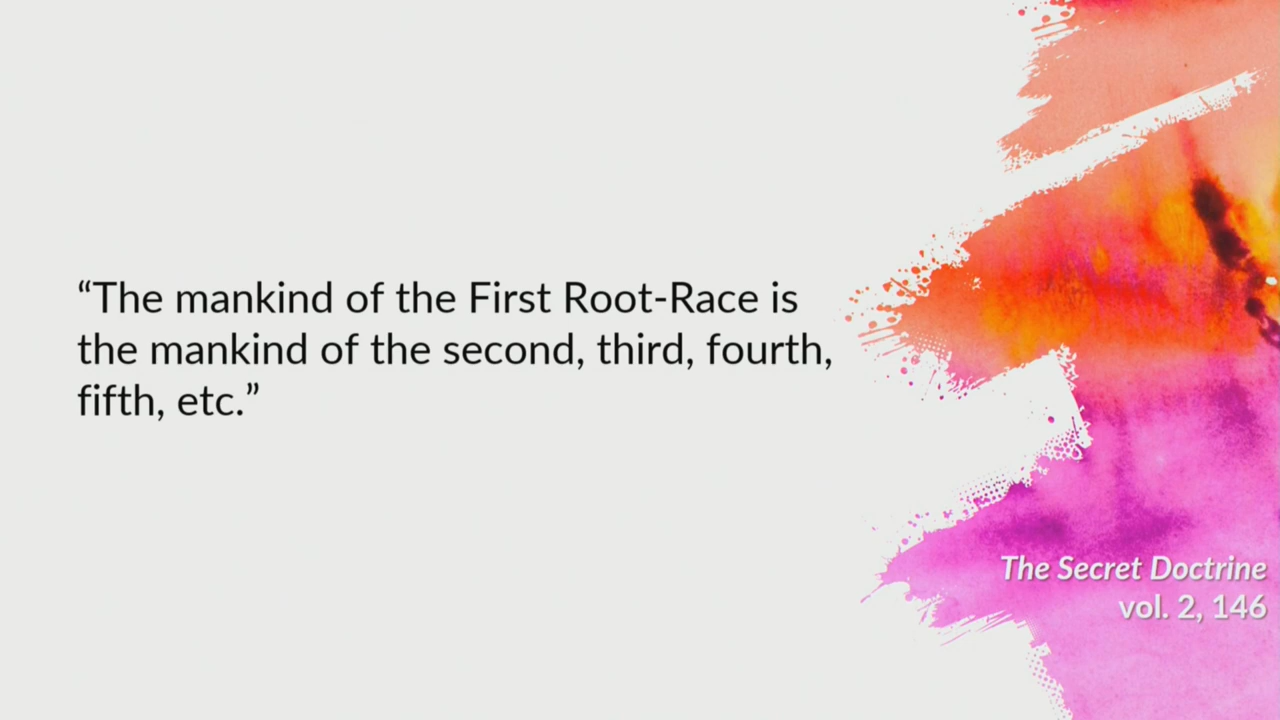 “The mankind of the First Root-Race is
the mankind of the second, third, fourth,
fifth, etc.”
The Secret Doctrine
vol. 2, 146